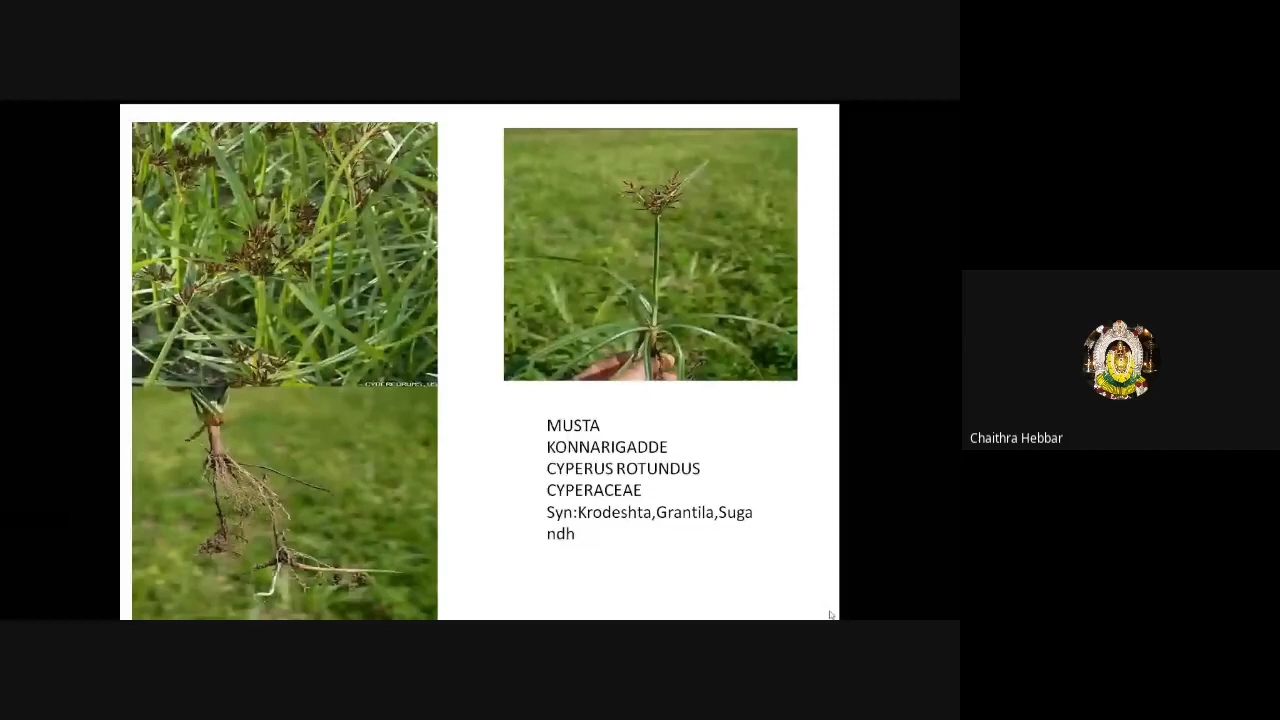 MUSTA
KONNARIGADDE
CYPERUS ROTUNDUS
CYPERACEAE
Syn:Krodeshta,Grantila,Suga
ndh
Chaithra Hebbar